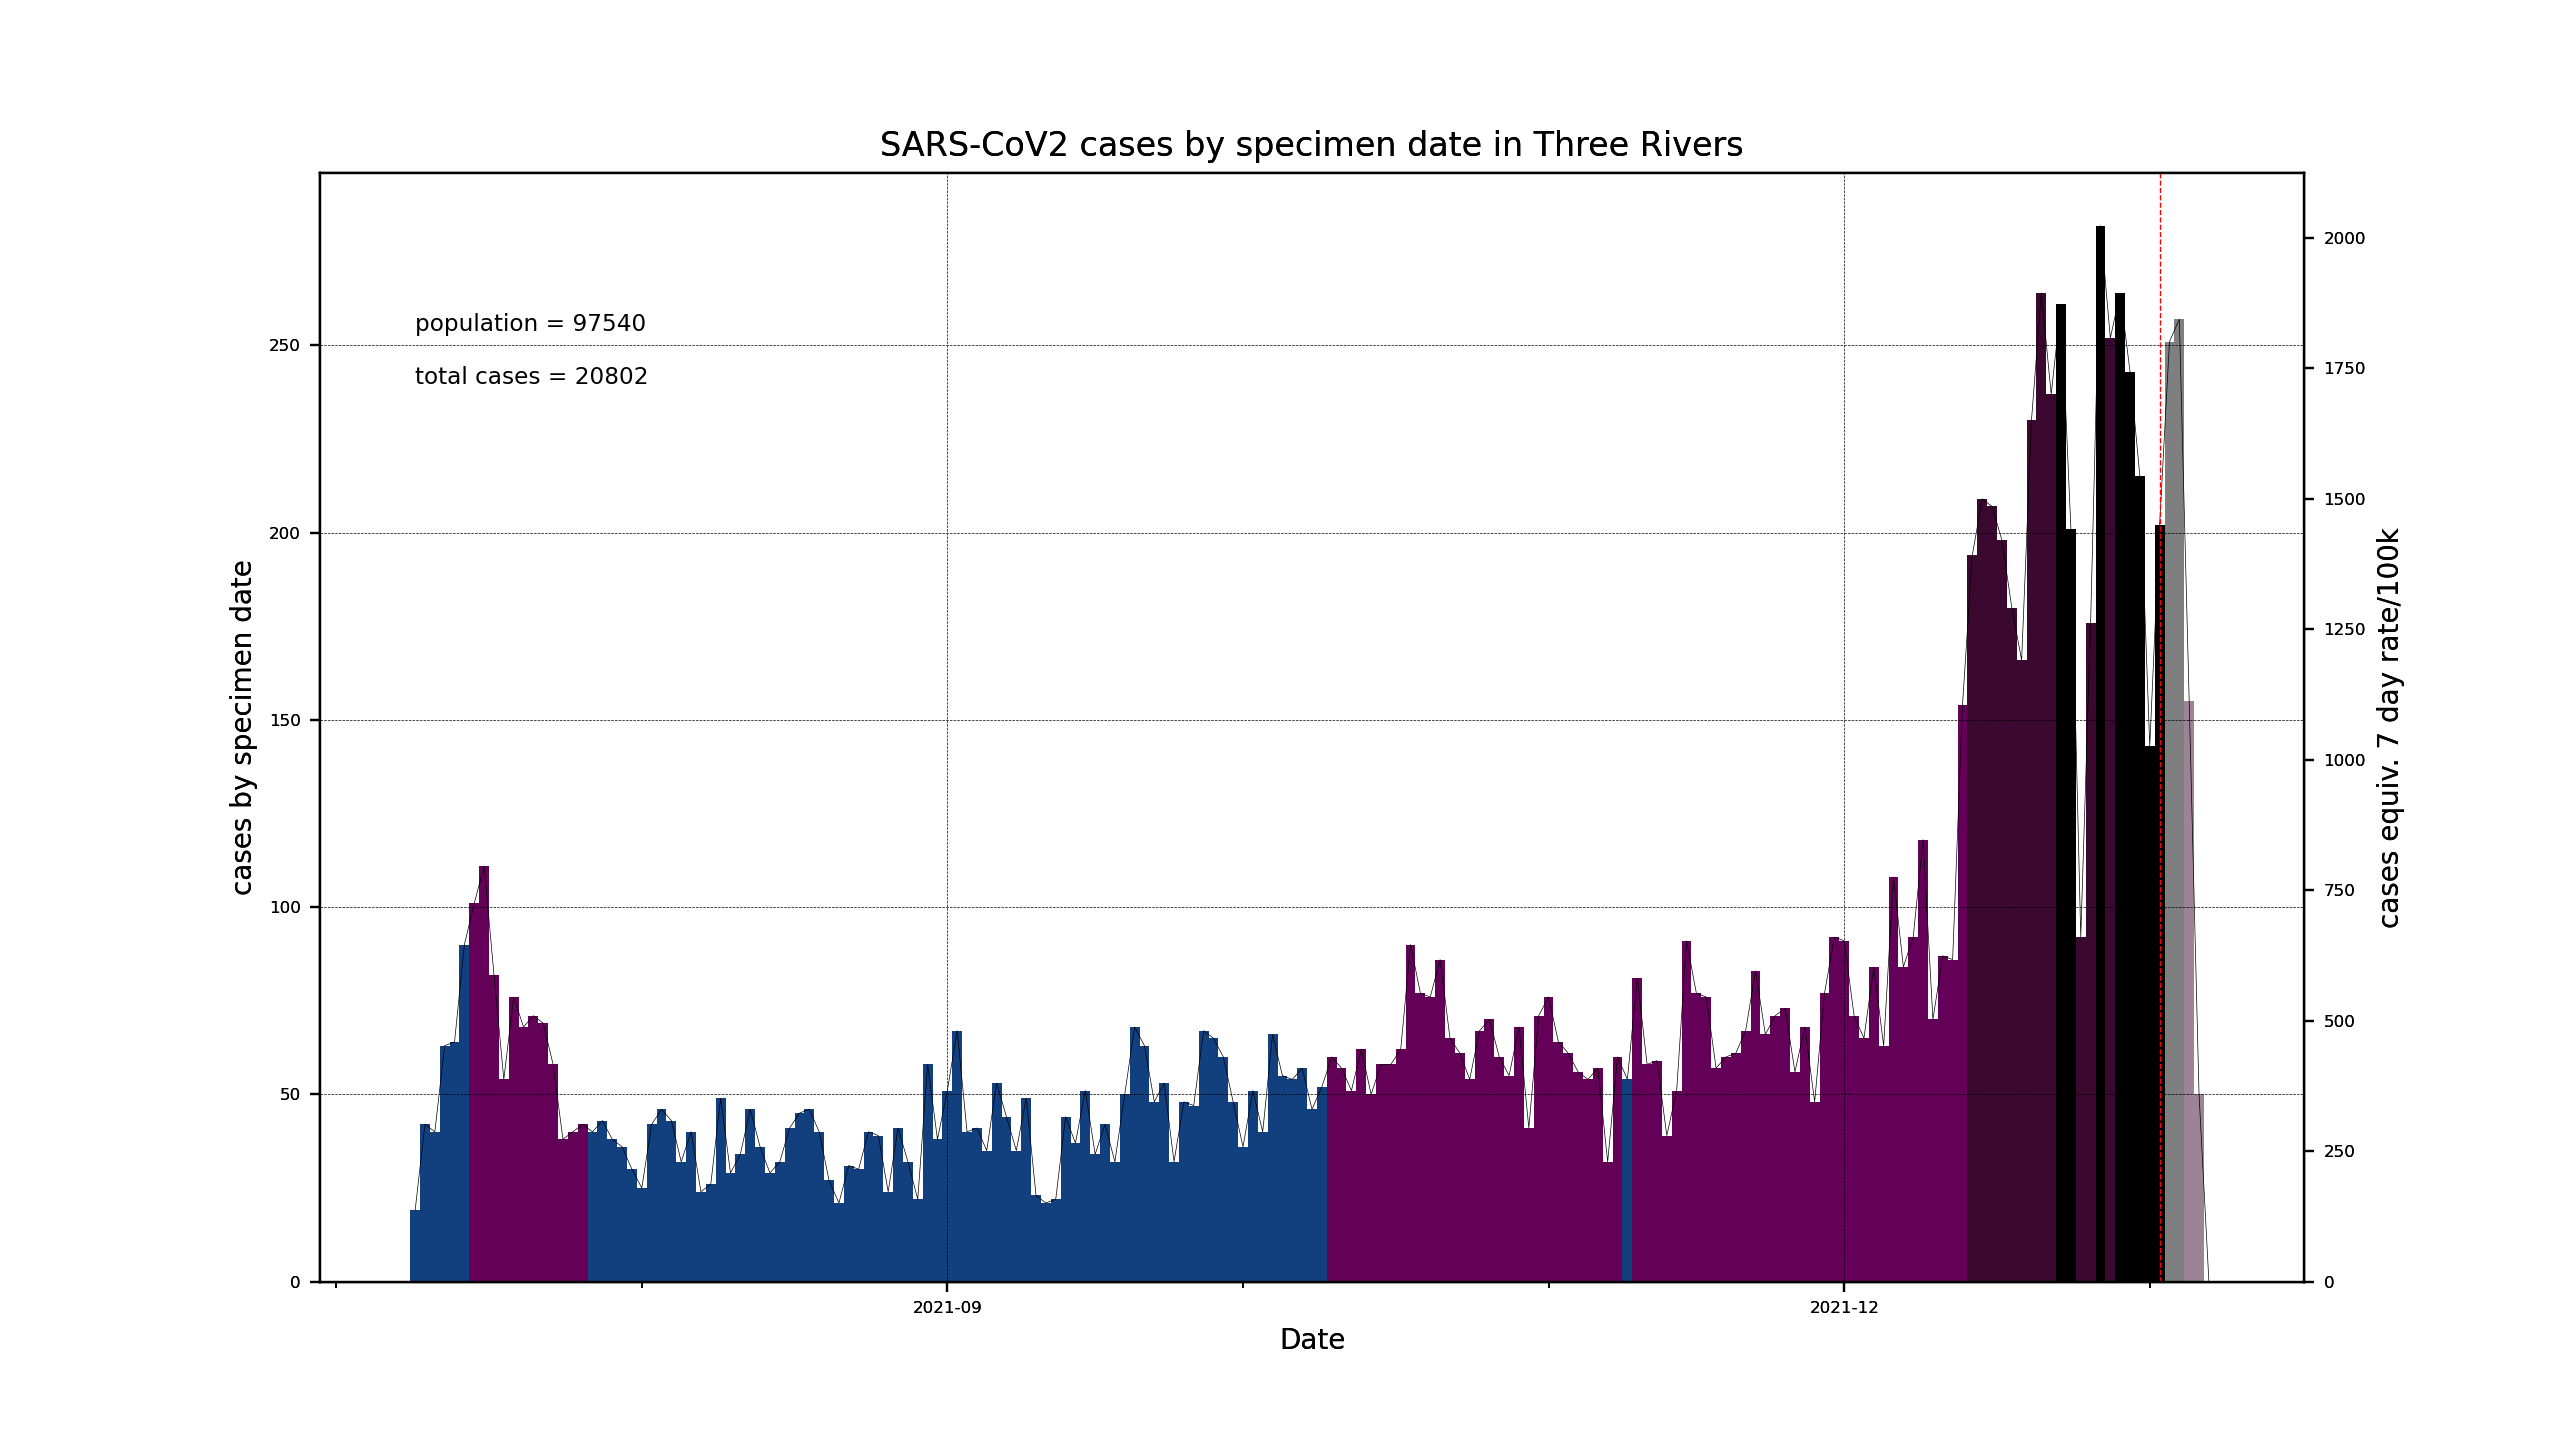 SARS-CoV2 cases by specimen date in Three Rivers
population = 97540
total cases = 20802
cases by specimen date
250
200
150
100
50
0
2000
1750
1500
1250
1000
750
500
250
0
cases equiv. 7 day rate/100k
2021-09
2021-12
Date